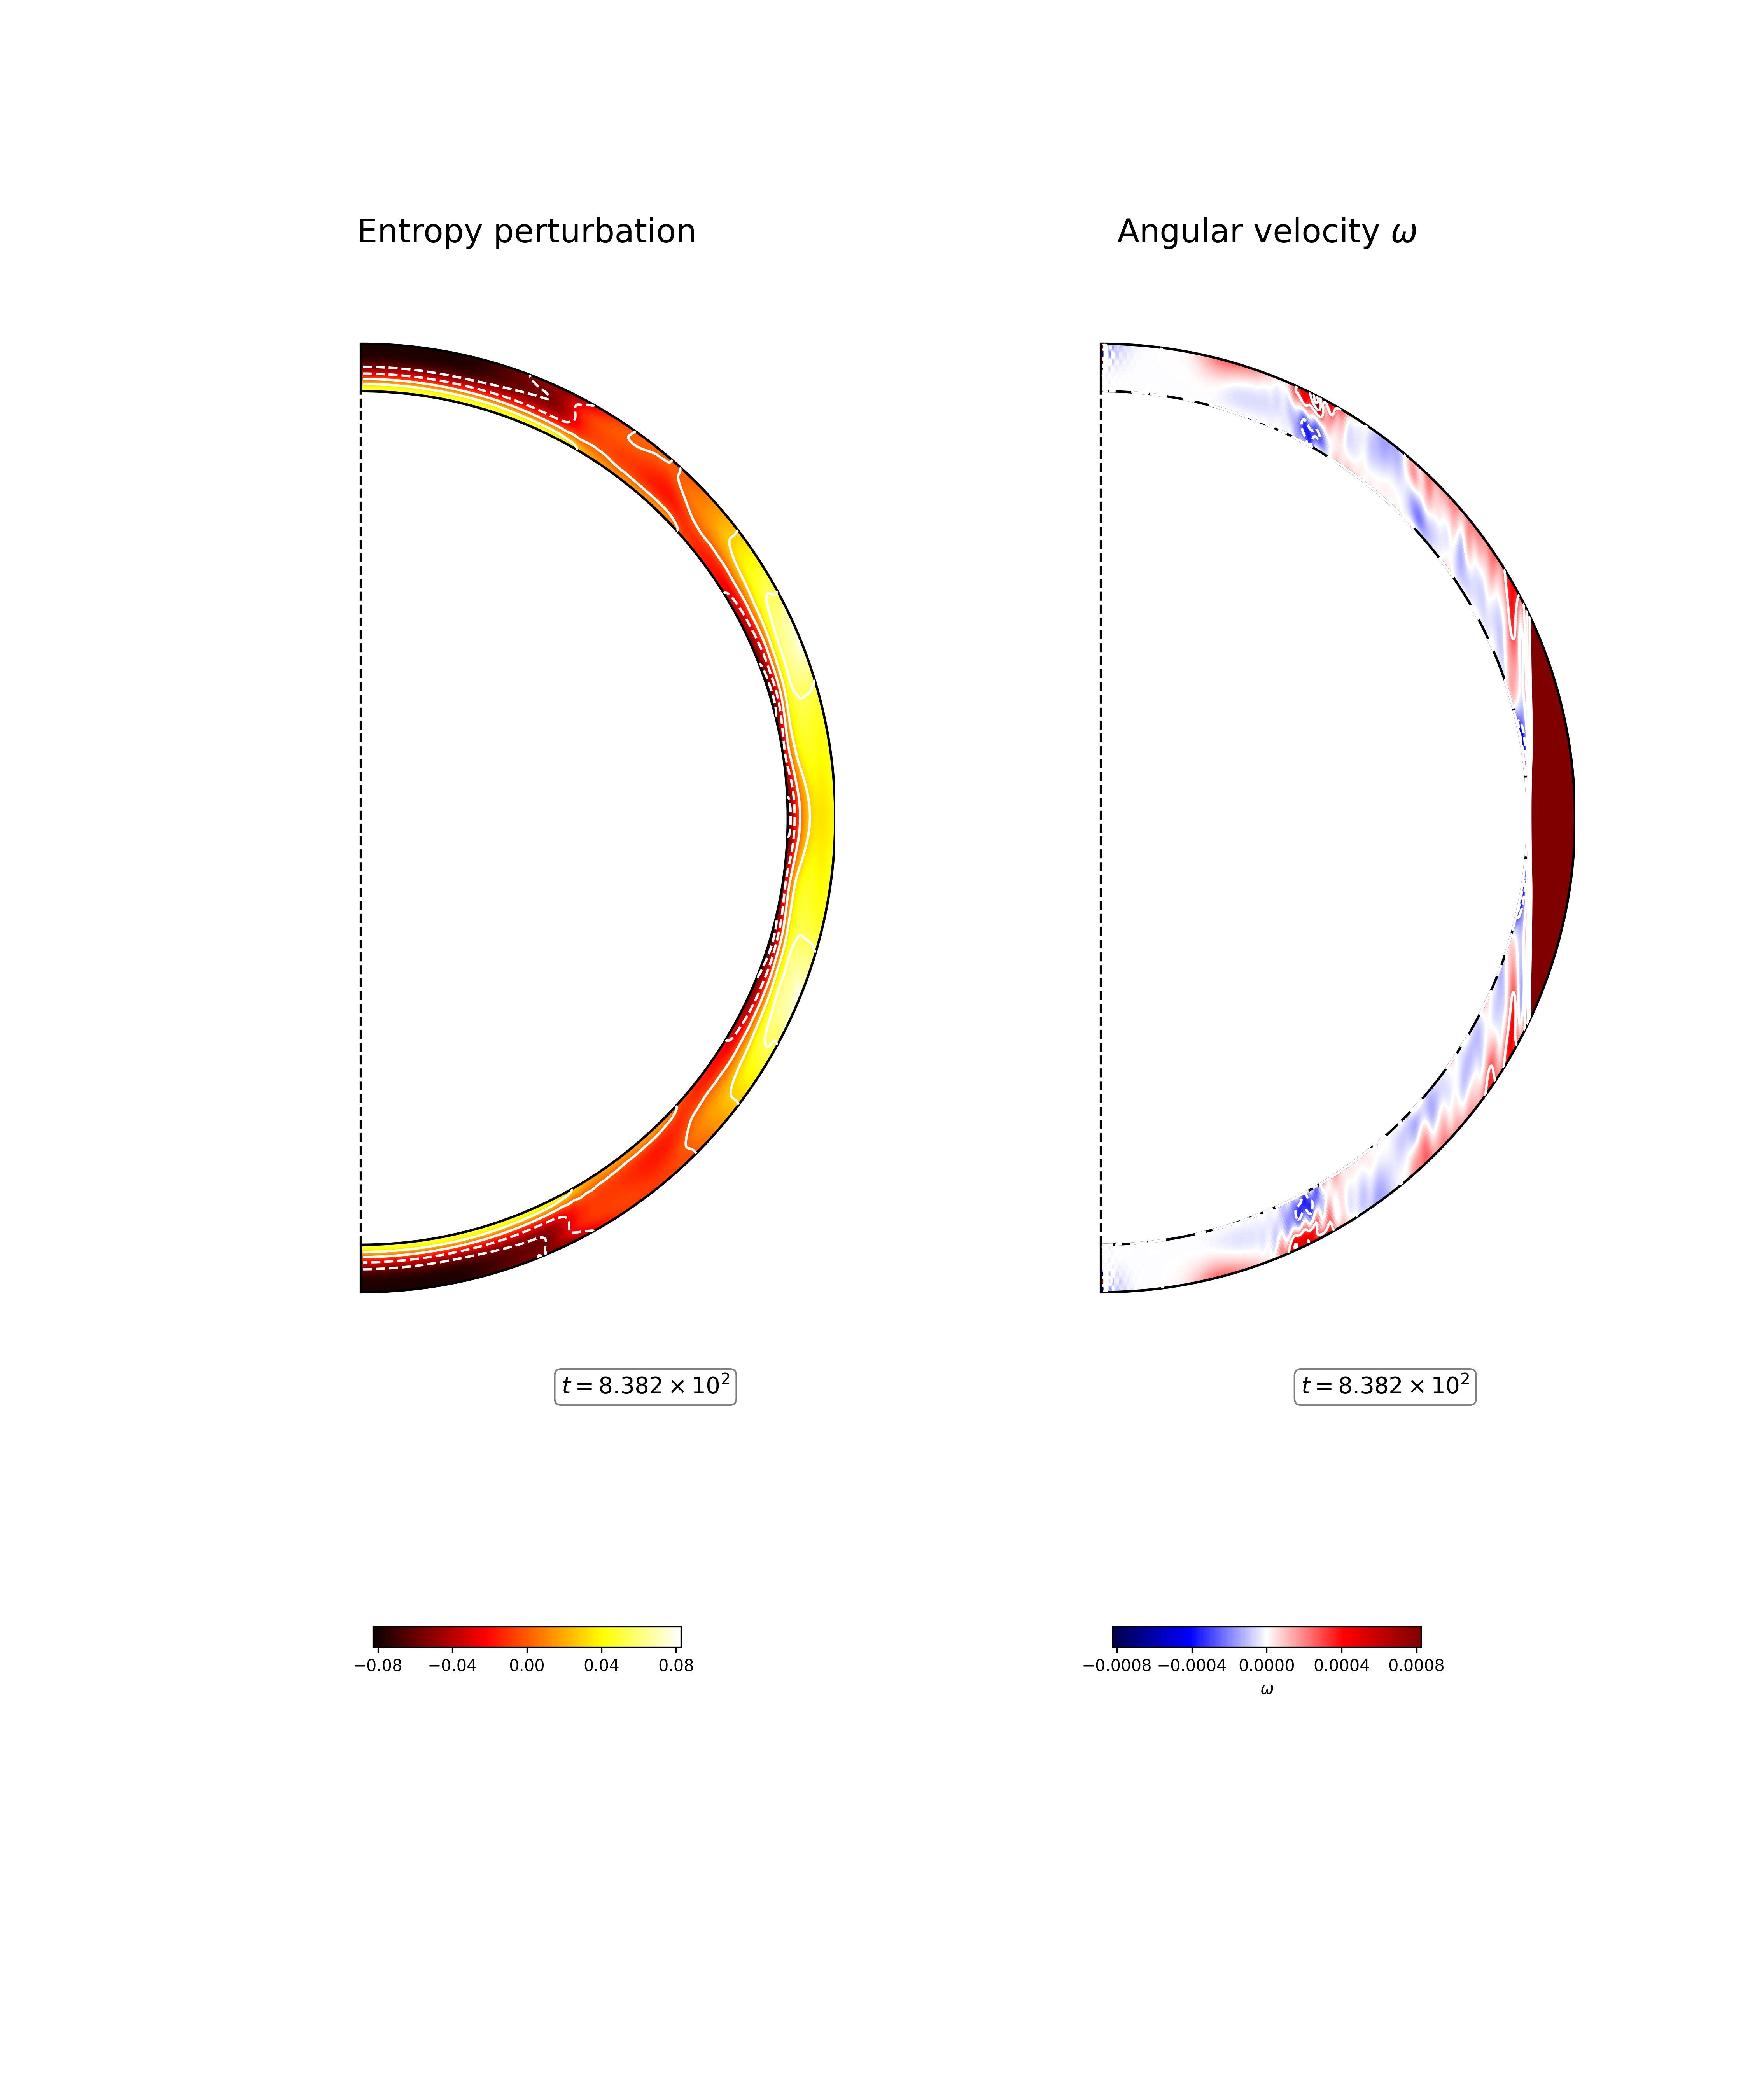 Entropy perturbation
Angular velocity ω
t = 8.382 × 10²
t = 8.382 × 10²
−0.08 −0.04 0.00 0.04 0.08
−0.0008 −0.0004 0.0000 0.0004 0.0008
ω